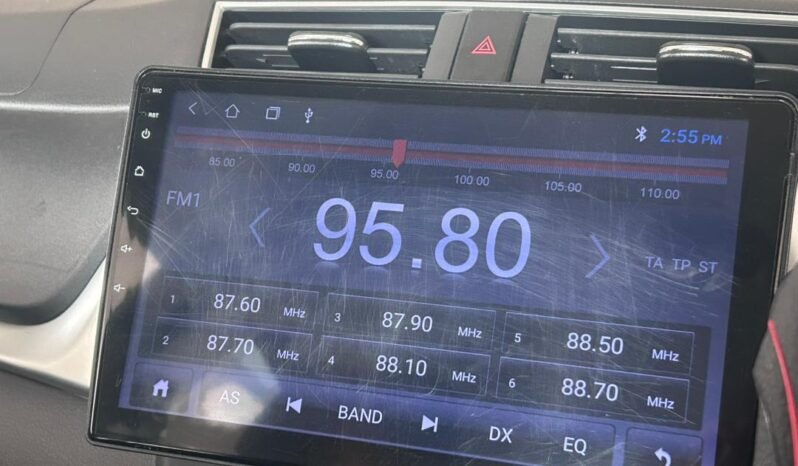 MIC
RST
2:55 PM
85.00 90.00 95.00 100.00 105.00 110.00
FM1
95.80
TA TP ST
1 87.60 MHz 3 87.90 MHz 5 88.50 MHz
2 87.70 MHz 4 88.10 MHz 6 88.70 MHz
AS BAND DX EQ